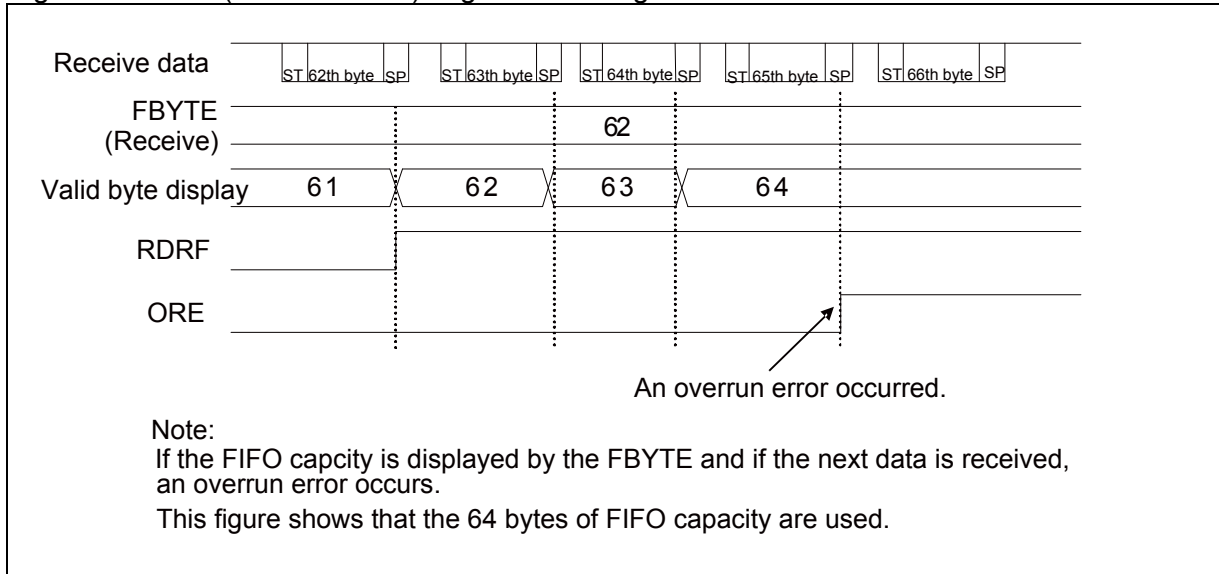 Receive data
ST 62th byte SP ST 63th byte SP ST 64th byte SP ST 65th byte SP ST 66th byte SP
FBYTE
(Receive)
62
Valid byte display 61 62 63 64
RDRF
ORE
An overrun error occurred.
Note:
If the FIFO capcity is displayed by the FBYTE and if the next data is received,
an overrun error occurs.
This figure shows that the 64 bytes of FIFO capacity are used.